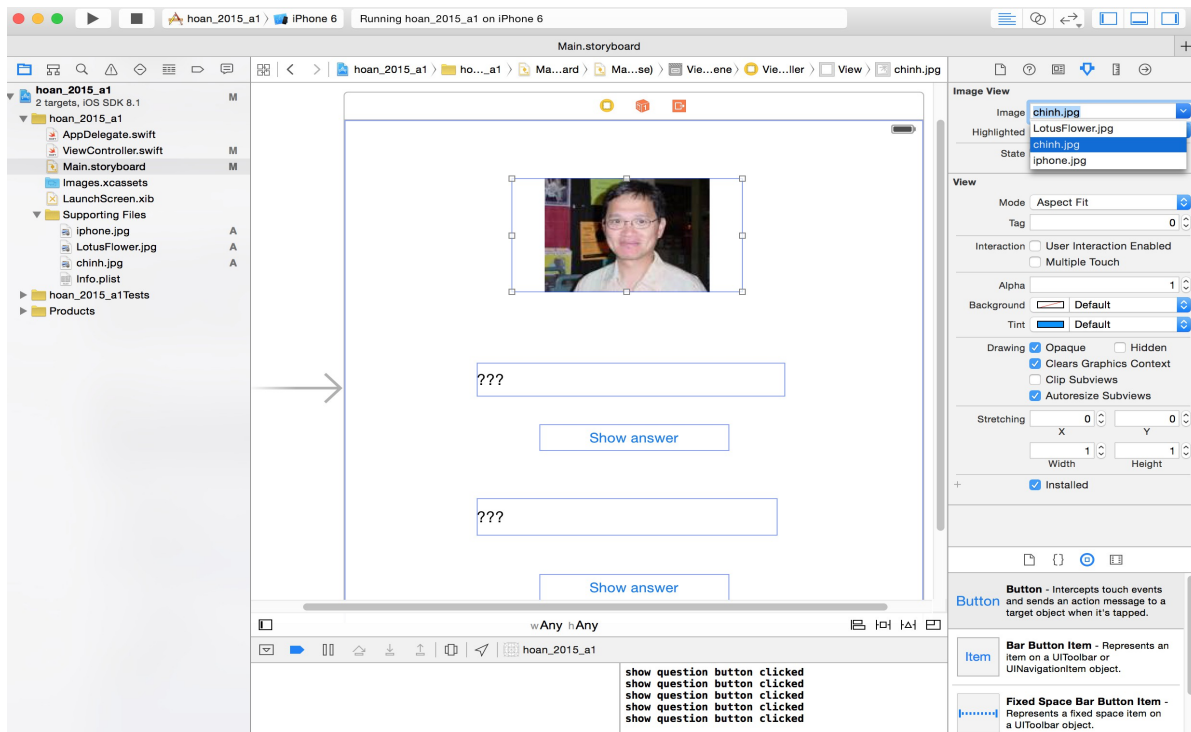 hoan_2015_a1 〉 iPhone 6
Running hoan_2015_a1 on iPhone 6
Main.storyboard
hoan_2015_a1 〉 ho..._a1 〉 Ma...ard 〉 Ma...se) 〉 Vie...ene 〉 Vie...ller 〉 View 〉 chinh.jpg
hoan_2015_a1
2 targets, iOS SDK 8.1
M
hoan_2015_a1
AppDelegate.swift
ViewController.swift M
Main.storyboard M
Images.xcassets
LaunchScreen.xib
Supporting Files
iphone.jpg A
LotusFlower.jpg A
chinh.jpg A
Info.plist
hoan_2015_a1Tests
Products
???
Show answer
???
Show answer
wAny hAny
hoan_2015_a1
show question button clicked
show question button clicked
show question button clicked
show question button clicked
show question button clicked
Image View
Image chinh.jpg
Highlighted
State
LotusFlower.jpg
chinh.jpg
iphone.jpg
View
Mode Aspect Fit
Tag 0
Interaction User Interaction Enabled
Multiple Touch
Alpha 1
Background Default
Tint Default
Drawing Opaque Hidden
Clears Graphics Context
Clip Subviews
Autoresize Subviews
Stretching 0 0
X Y
1 1
Width Height
+ Installed
{}
Button
Button - Intercepts touch events
and sends an action message to a
target object when it's tapped.
Item
Bar Button Item - Represents an
item on a UIToolbar or
UINavigationItem object.
Fixed Space Bar Button Item -
Represents a fixed space item on
a UIToolbar object.